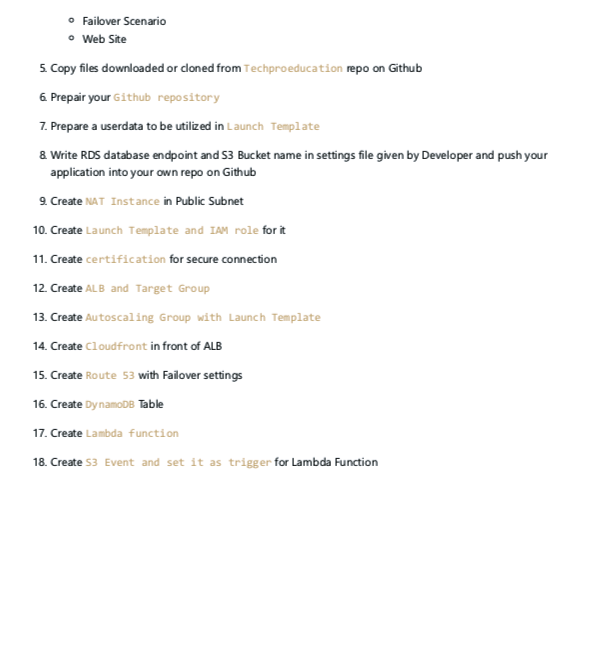 Failover Scenario
Web Site
5. Copy files downloaded or cloned from Techproeducation repo on Github
6. Prepair your Github repository
7. Prepare a userdata to be utilized in Launch Template
8. Write RDS database endpoint and S3 Bucket name in settings file given by Developer and push your
application into your own repo on Github
9. Create NAT Instance in Public Subnet
10. Create Launch Template and IAM role for it
11. Create certification for secure connection
12. Create ALB and Target Group
13. Create Autoscaling Group with Launch Template
14. Create Cloudfront in front of ALB
15. Create Route 53 with Failover settings
16. Create DynamoDB Table
17. Create Lambda function
18. Create S3 Event and set it as trigger for Lambda Function